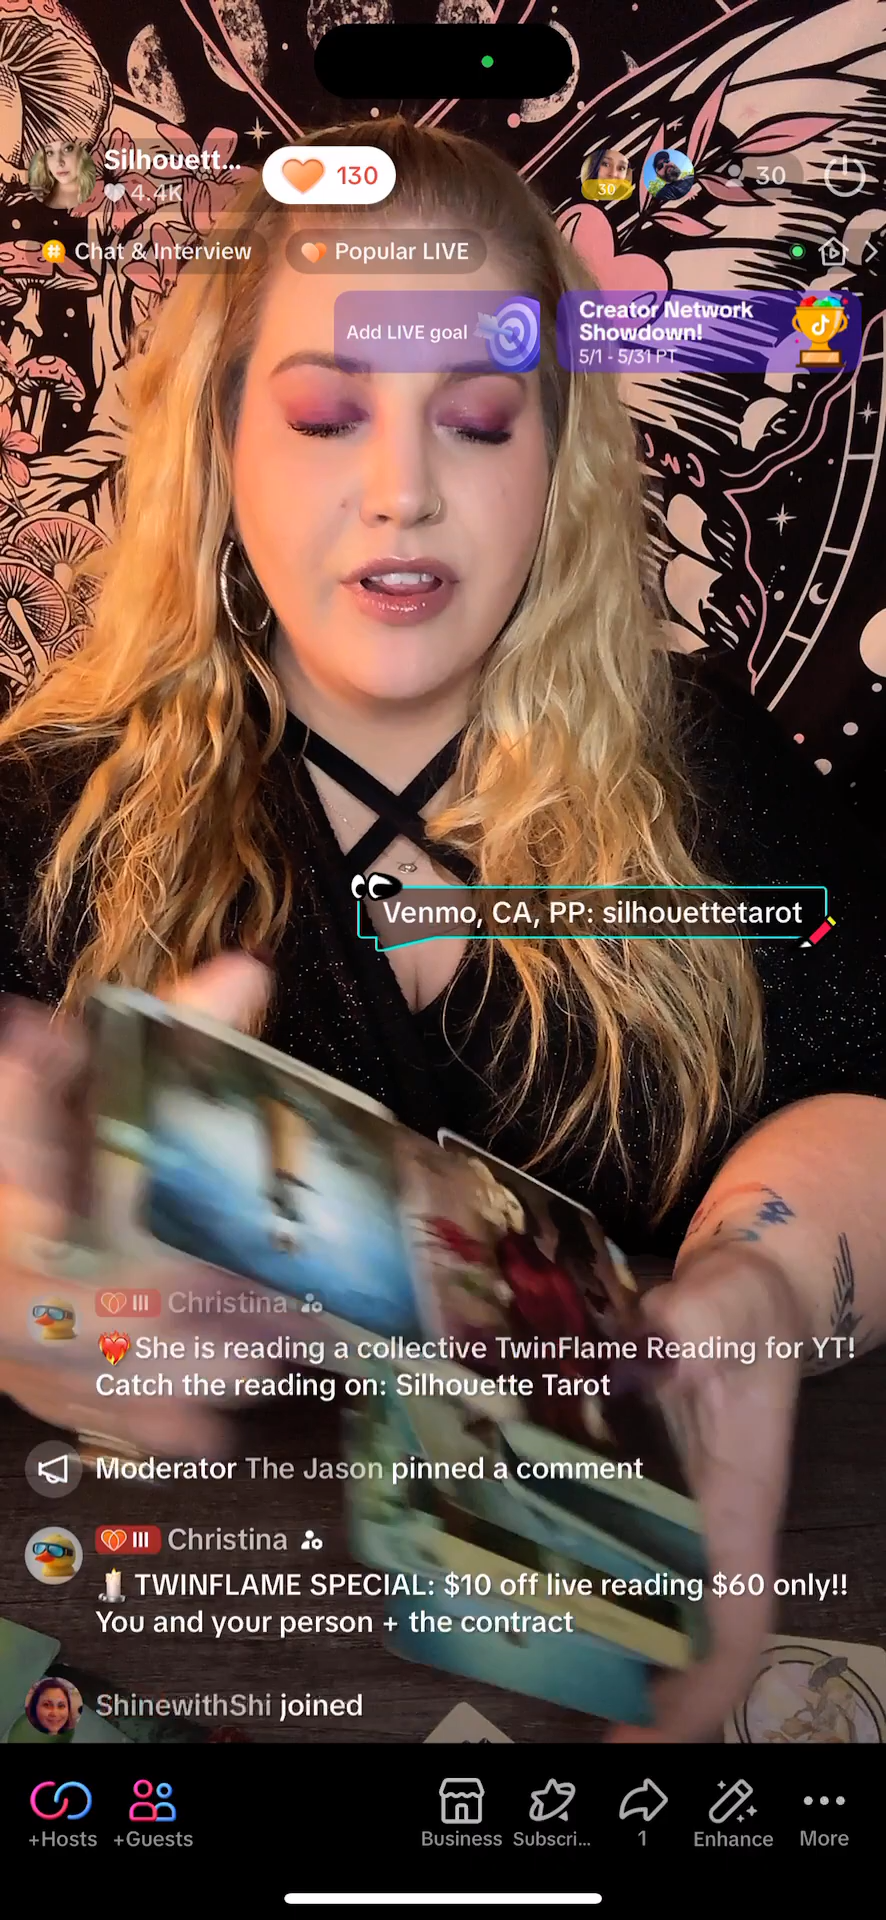 Silhouett...
4.4K
130
30
30
Chat & Interview
Popular LIVE
Add LIVE goal
Creator Network
Showdown!
5/1 - 5/31 PT
Venmo, CA, PP: silhouettetarot
III Christina
❤️‍🔥She is reading a collective TwinFlame Reading for YT!
Catch the reading on: Silhouette Tarot
Moderator The Jason pinned a comment
III Christina
🕯️ TWINFLAME SPECIAL: $10 off live reading $60 only!!
You and your person + the contract
ShinewithShi joined
+Hosts
+Guests
Business
Subscri...
1
Enhance
More